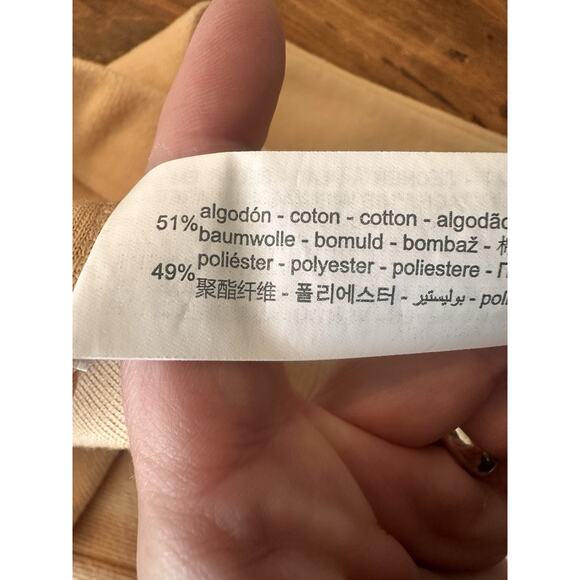 51% algodón - coton - cotton - algodão
baumwolle - bomuld - bombaž -
49% poliéster - polyester - poliestere -
聚酯纤维 - 폴리에스터 - بوليستير -